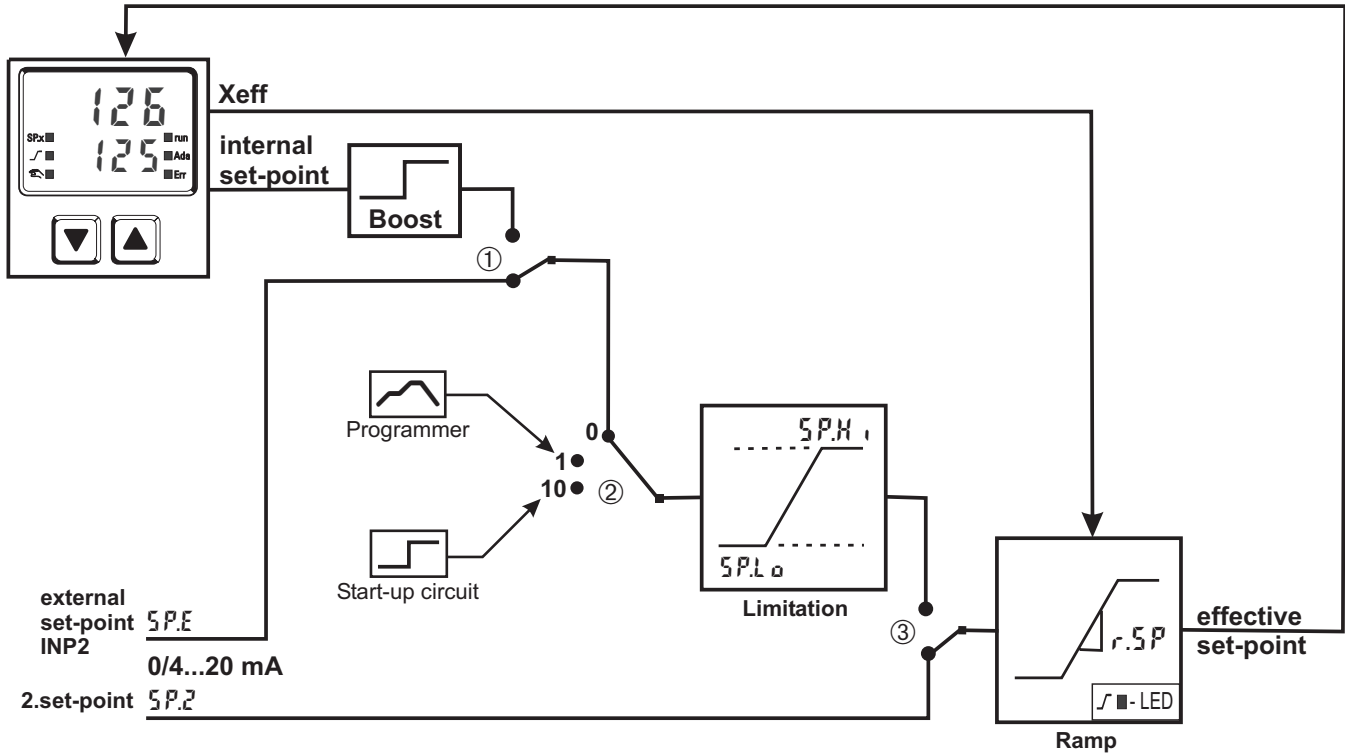 126
125
SP.x
run
Ada
Err
Xeff
internal
set-point
Boost
①
Programmer
0
1
10
②
Start-up circuit
SP.Hi
SP.Lo
Limitation
③
external
set-point SP.E
INP2
0/4...20 mA
2.set-point SP.2
r.SP
- LED
Ramp
effective
set-point